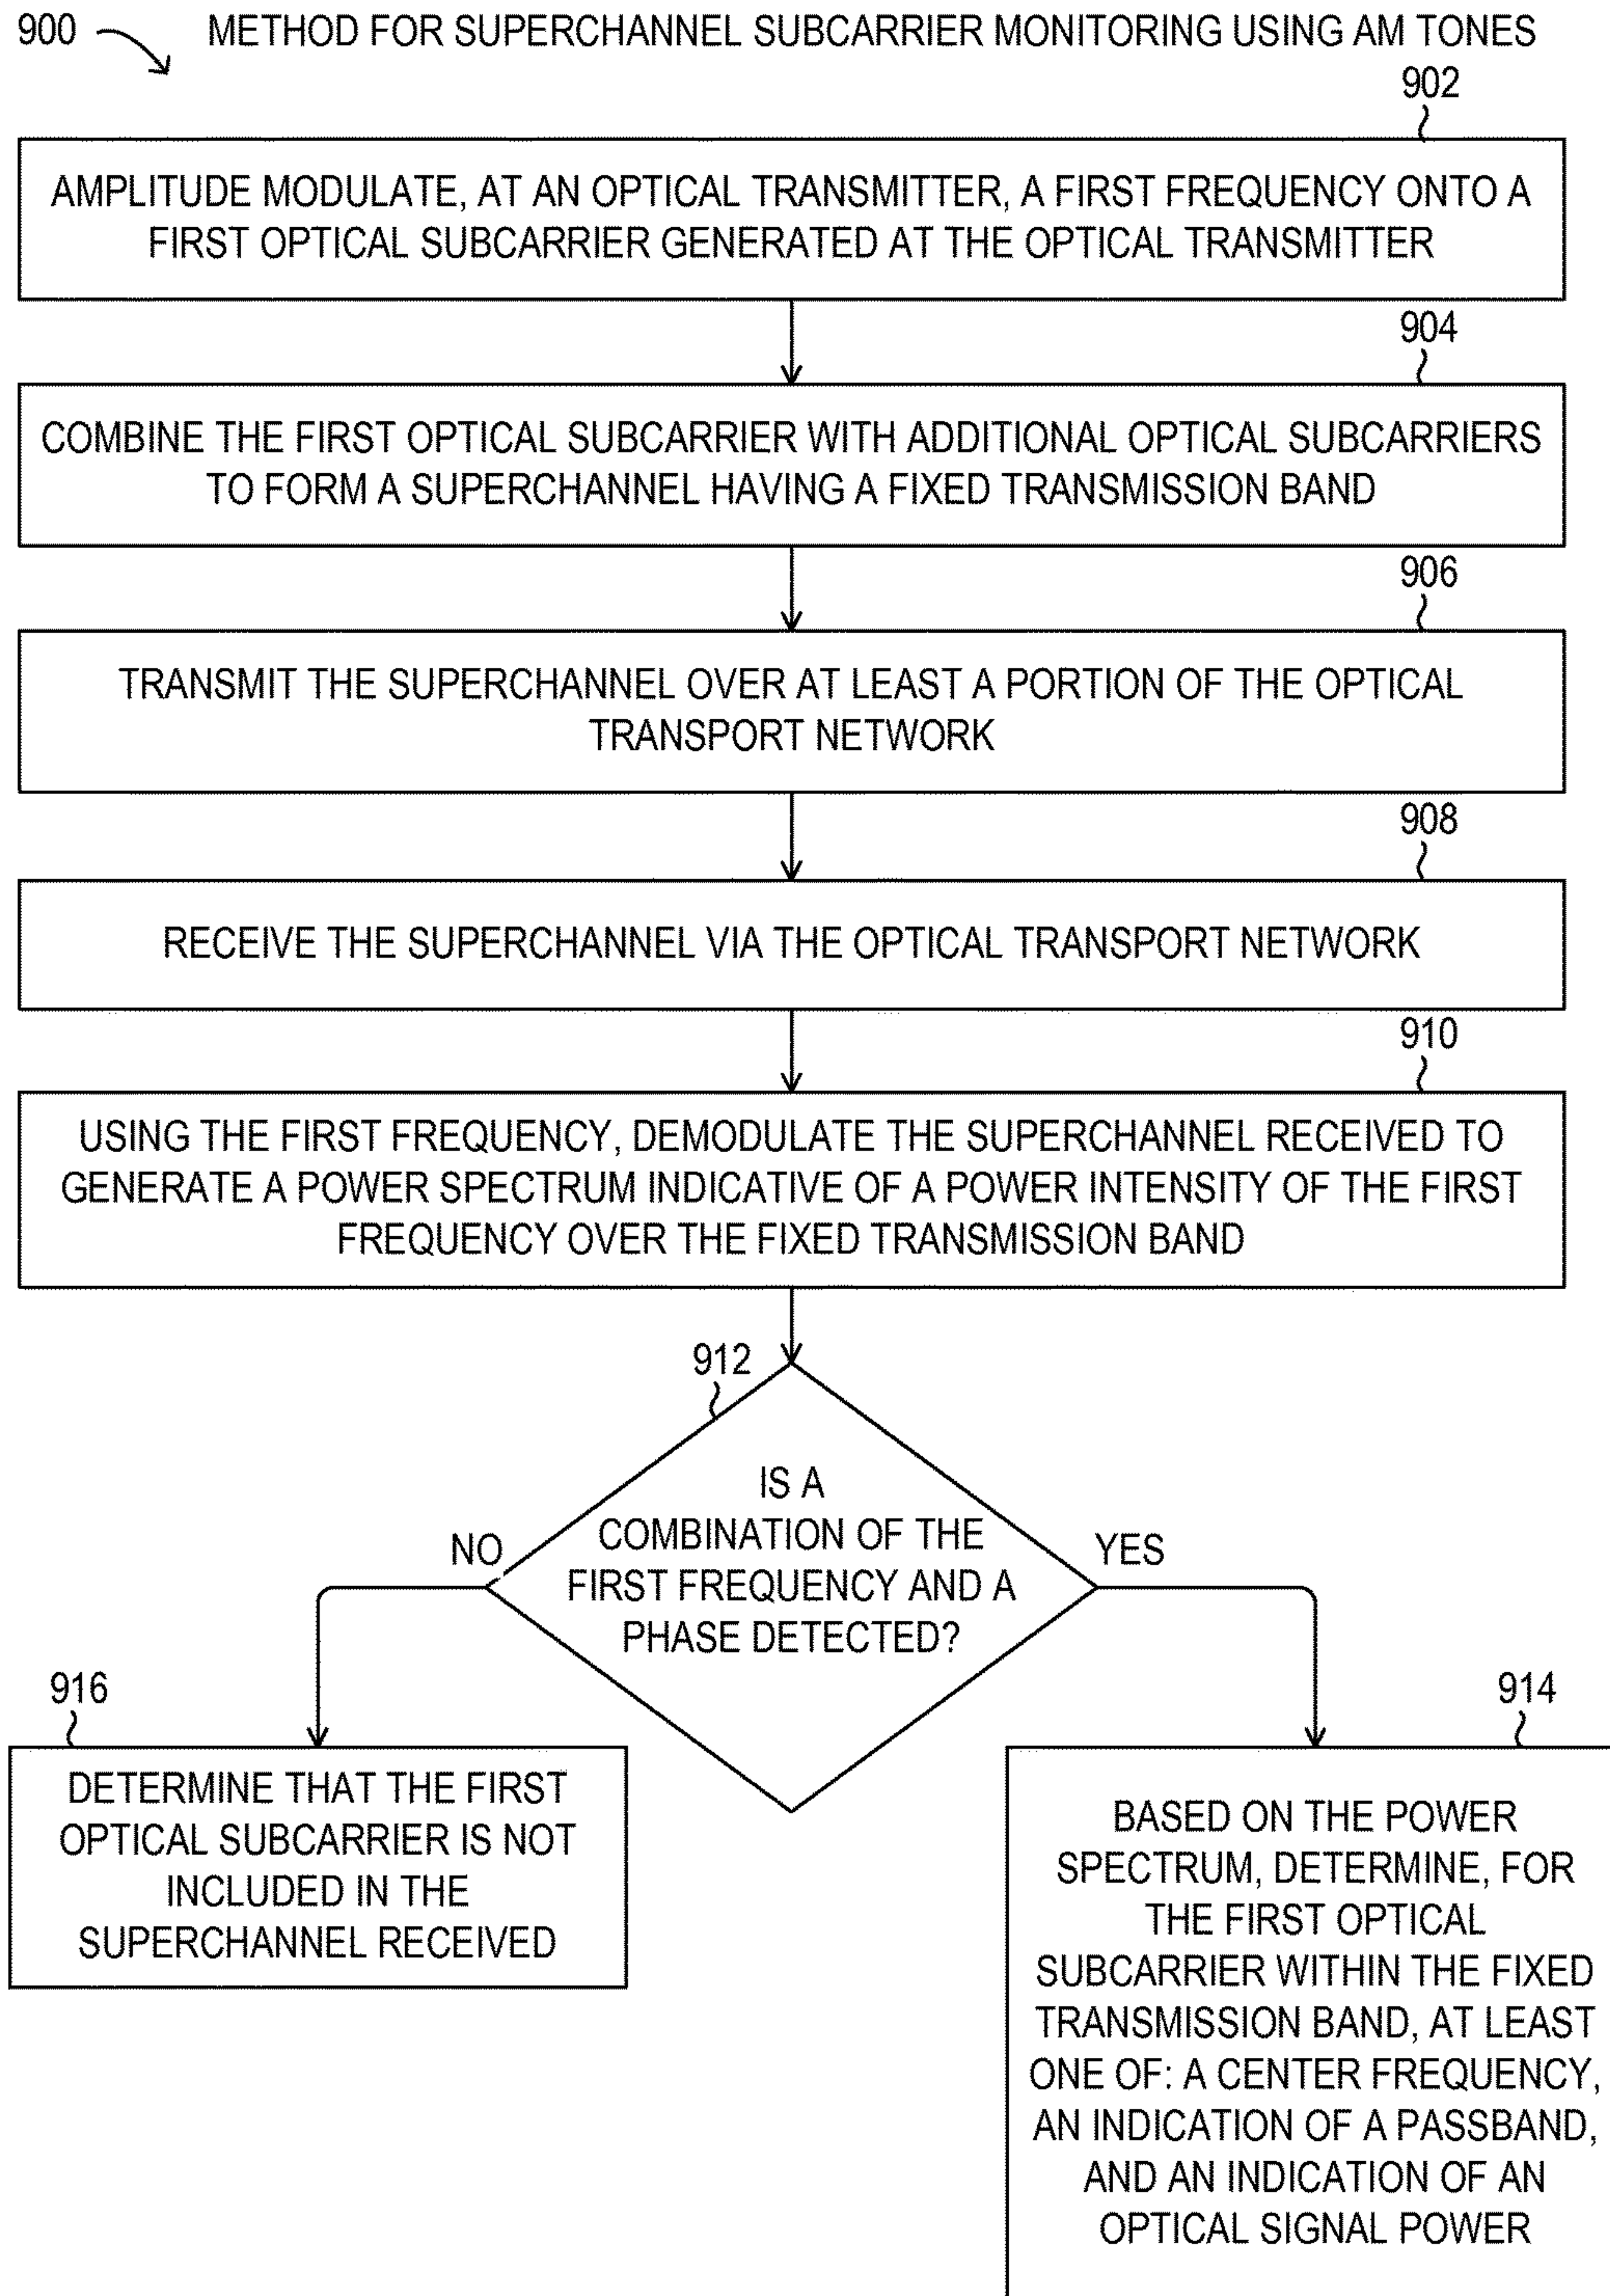 900
METHOD FOR SUPERCHANNEL SUBCARRIER MONITORING USING AM TONES
902
AMPLITUDE MODULATE, AT AN OPTICAL TRANSMITTER, A FIRST FREQUENCY ONTO A
FIRST OPTICAL SUBCARRIER GENERATED AT THE OPTICAL TRANSMITTER
904
COMBINE THE FIRST OPTICAL SUBCARRIER WITH ADDITIONAL OPTICAL SUBCARRIERS
TO FORM A SUPERCHANNEL HAVING A FIXED TRANSMISSION BAND
906
TRANSMIT THE SUPERCHANNEL OVER AT LEAST A PORTION OF THE OPTICAL
TRANSPORT NETWORK
908
RECEIVE THE SUPERCHANNEL VIA THE OPTICAL TRANSPORT NETWORK
910
USING THE FIRST FREQUENCY, DEMODULATE THE SUPERCHANNEL RECEIVED TO
GENERATE A POWER SPECTRUM INDICATIVE OF A POWER INTENSITY OF THE FIRST
FREQUENCY OVER THE FIXED TRANSMISSION BAND
912
IS A
COMBINATION OF THE
FIRST FREQUENCY AND A
PHASE DETECTED?
NO
YES
916
DETERMINE THAT THE FIRST
OPTICAL SUBCARRIER IS NOT
INCLUDED IN THE
SUPERCHANNEL RECEIVED
914
BASED ON THE POWER
SPECTRUM, DETERMINE, FOR
THE FIRST OPTICAL
SUBCARRIER WITHIN THE FIXED
TRANSMISSION BAND, AT LEAST
ONE OF: A CENTER FREQUENCY,
AN INDICATION OF A PASSBAND,
AND AN INDICATION OF AN
OPTICAL SIGNAL POWER